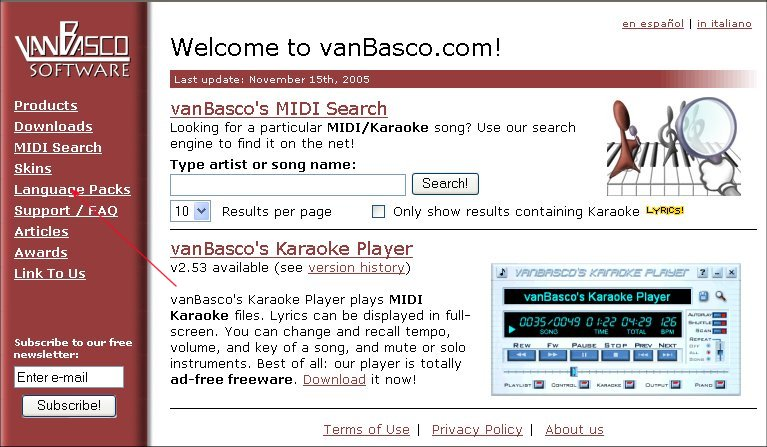 vanBasco
SOFTWARE
Products
Downloads
MIDI Search
Skins
Language Packs
Support / FAQ
Articles
Awards
Link To Us
Subscribe to our free
newsletter:
Enter e-mail
Subscribe!
en español | in italiano
Welcome to vanBasco.com!
Last update: November 15th, 2005
vanBasco's MIDI Search
Looking for a particular MIDI/Karaoke song? Use our search
engine to find it on the net!
Type artist or song name:
Search!
10 Results per page Only show results containing Karaoke LYRICS!
vanBasco's Karaoke Player
v2.53 available (see version history)
vanBasco's Karaoke Player plays MIDI
Karaoke files. Lyrics can be displayed in full-
screen. You can change and recall tempo,
volume, and key of a song, and mute or solo
instruments. Best of all: our player is totally
ad-free freeware. Download it now!
VANBASCO'S KARAOKE PLAYER
vanBasco's Karaoke Player
0035/0049 01:22 04:29 126
SONG TIME TOTAL BPM
AUTOPLAY
SHUFFLE
SCAN
REPEAT
OFF
ALL
SONG
REW FW PAUSE STOP PREV NEXT
PLAYLIST CONTROL KARAOKE OUTPUT PIANO
Terms of Use | Privacy Policy | About us